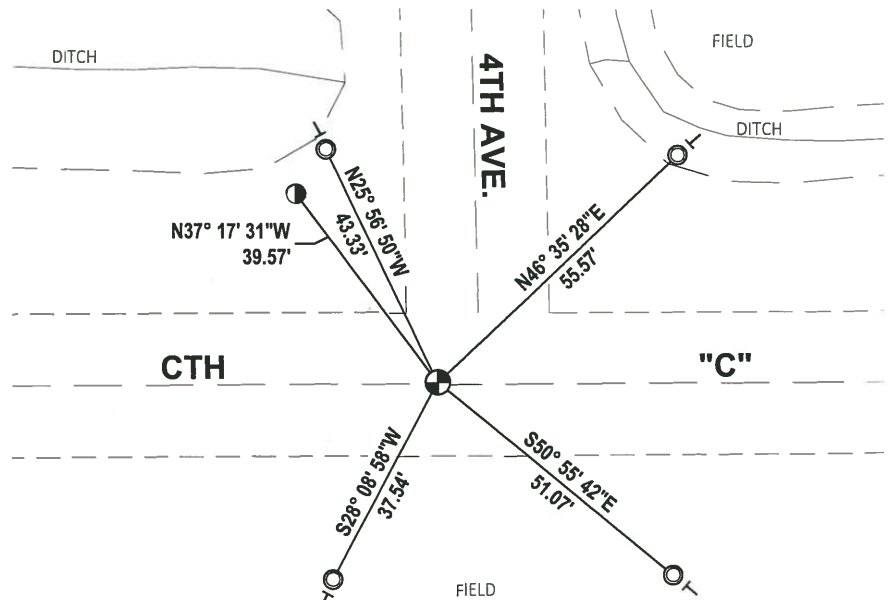 FIELD
DITCH
4TH AVE.
DITCH
N25° 56' 50"W
43.33'
N37° 17' 31"W
39.57'
N46° 35' 28"E
55.57'
CTH
"C"
S28° 08' 58"W
37.54'
S50° 55' 42"E
51.07'
FIELD